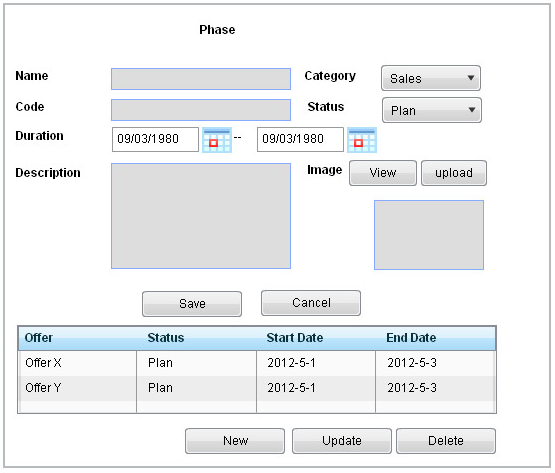 Phase
Name Category Sales
Code Status Plan
Duration 09/03/1980 -- 09/03/1980
Description Image View upload
Save Cancel
Offer Status Start Date End Date
Offer X Plan 2012-5-1 2012-5-3
Offer Y Plan 2012-5-1 2012-5-3
New Update Delete